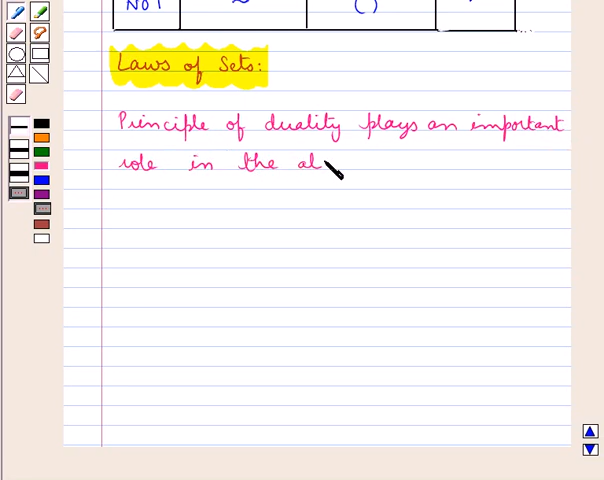 NOT ~ ( )
Laws of Sets:
Principle of duality plays an important
role in the al